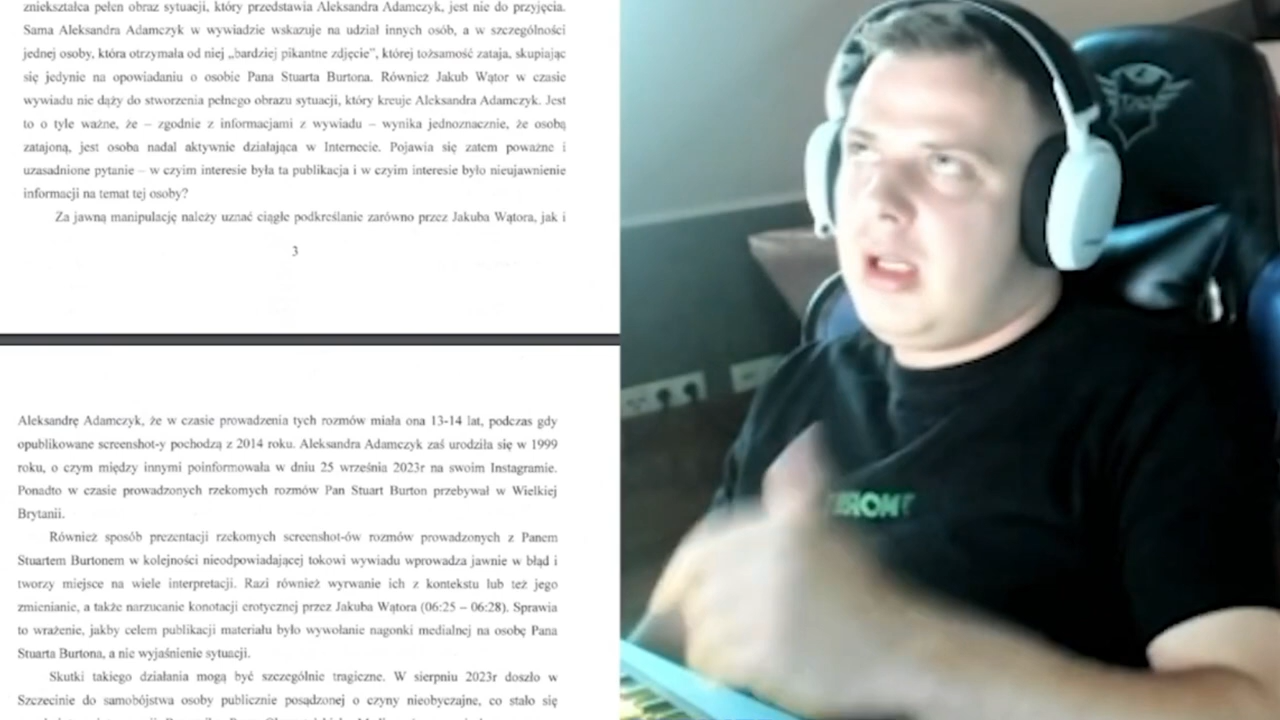 zniekształca pełen obraz sytuacji, który przedstawia Aleksandra Adamczyk, jest nie do przyjęcia.
Sama Aleksandra Adamczyk w wywiadzie wskazuje na udział innych osób, a w szczególności
jednej osoby, która otrzymała od niej „bardziej pikantne zdjęcie”, której tożsamość zataja, skupiając
się jedynie na opowiadaniu o osobie Pana Stuarta Burtona. Również Jakub Wątor w czasie
wywiadu nie dąży do stworzenia pełnego obrazu sytuacji, który kreuje Aleksandra Adamczyk. Jest
to o tyle ważne, że – zgodnie z informacjami z wywiadu – wynika jednoznacznie, że osobą
zatajoną, jest osoba nadal aktywnie działająca w Internecie. Pojawia się zatem poważne i
uzasadnione pytanie – w czyim interesie była ta publikacja i w czyim interesie było nieujawnienie
informacji na temat tej osoby?
Za jawną manipulację należy uznać ciągłe podkreślanie zarówno przez Jakuba Wątora, jak i
3
Aleksandrę Adamczyk, że w czasie prowadzenia tych rozmów miała ona 13-14 lat, podczas gdy
opublikowane screenshot-y pochodzą z 2014 roku. Aleksandra Adamczyk zaś urodziła się w 1999
roku, o czym między innymi poinformowała w dniu 25 września 2023r na swoim Instagramie.
Ponadto w czasie prowadzonych rzekomych rozmów Pan Stuart Burton przebywał w Wielkiej
Brytanii.
Również sposób prezentacji rzekomych screenshot-ów rozmów prowadzonych z Panem
Stuartem Burtonem w kolejności nieodpowiadającej tokowi wywiadu wprowadza jawnie w błąd i
tworzy miejsce na wiele interpretacji. Razi również wyrwanie ich z kontekstu lub też jego
zmienianie, a także narzucanie konotacji erotycznej przez Jakuba Wątora (06:25 – 06:28). Sprawia
to wrażenie, jakby celem publikacji materiału było wywołanie nagonki medialnej na osobę Pana
Stuarta Burtona, a nie wyjaśnienie sytuacji.
Skutki takiego działania mogą być szczególnie tragiczne. W sierpniu 2023r doszło w
Szczecinie do samobójstwa osoby publicznie posądzonej o czyny nieobyczajne, co stało się